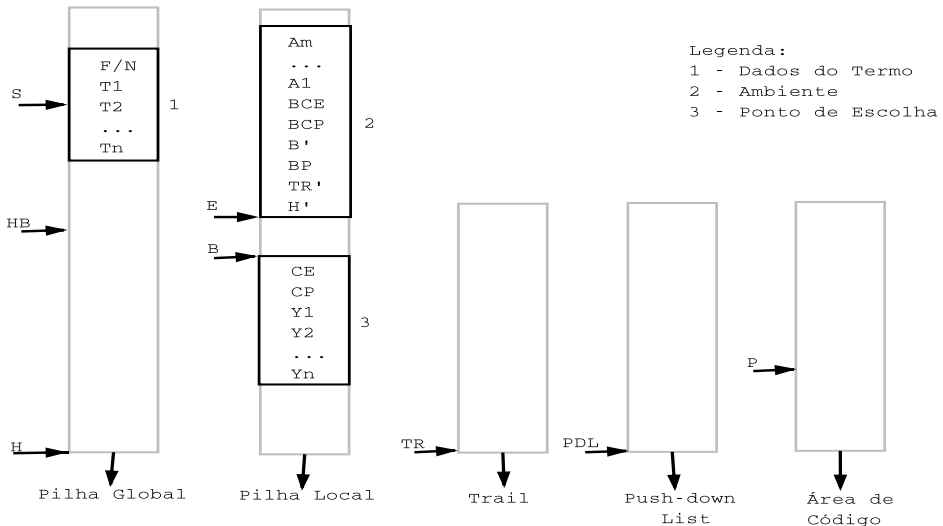 S
HB
H
F/N
T1
T2
...
Tn
1
Pilha Global
E
B
Am
...
A1
BCE
BCP
B'
BP
TR'
H'
2
CE
CP
Y1
Y2
...
Yn
3
Pilha Local
Legenda:
1 - Dados do Termo
2 - Ambiente
3 - Ponto de Escolha
TR
Trail
PDL
Push-down
List
P
Área de
Código